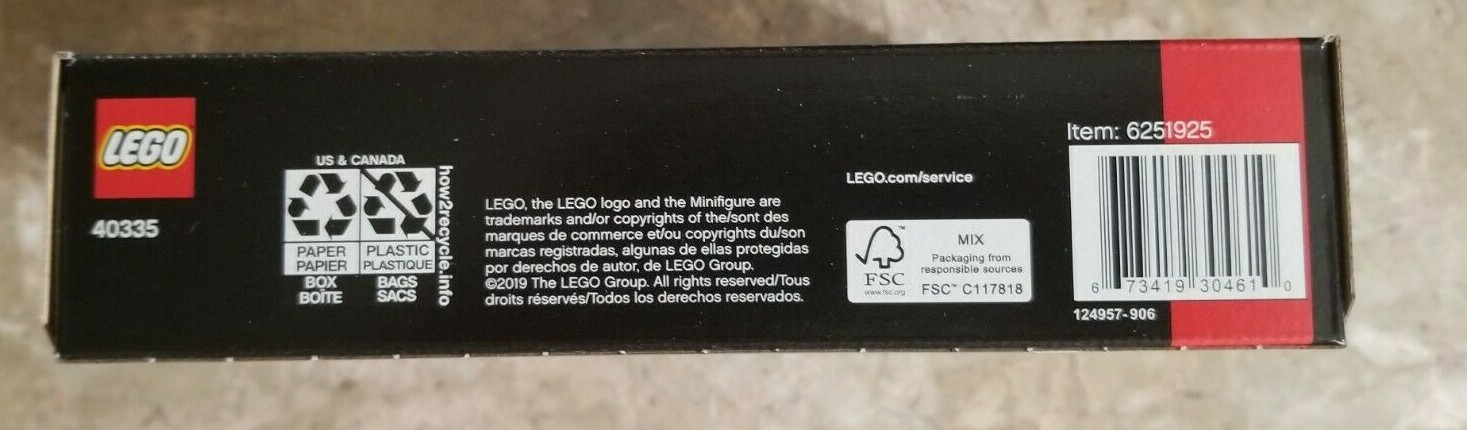 LEGO
40335
US & CANADA
PAPER
PAPIER
BOX
BOÎTE
PLASTIC
PLASTIQUE
BAGS
SACS
how2recycle.info
LEGO, the LEGO logo and the Minifigure are
trademarks and/or copyrights of the/sont des
marques de commerce et/ou copyrights du/son
marcas registradas, algunas de ellas protegidas
por derechos de autor, de LEGO Group.
©2019 The LEGO Group. All rights reserved/Tous
droits réservés/Todos los derechos reservados.
LEGO.com/service
FSC
™
www.fsc.org
MIX
Packaging from
responsible sources
FSC™ C117818
Item: 6251925
6 73419 30461 0
124957-906